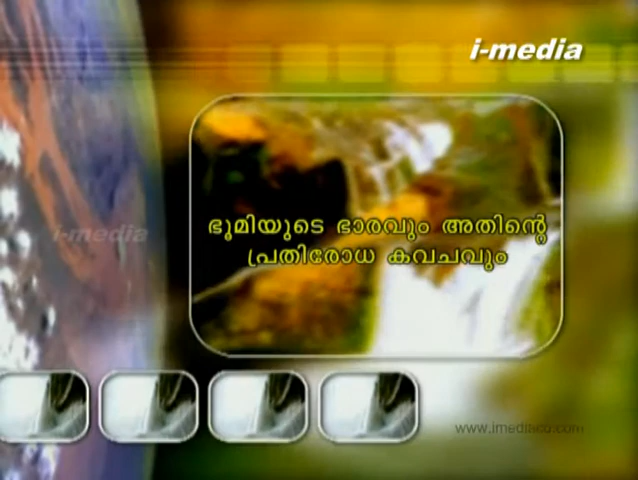 i-media
ഭൂമിയുടെ ഭാരവും അതിന്റെ
പ്രതിരോധ കവചവും
i-media
www.imediaco.com